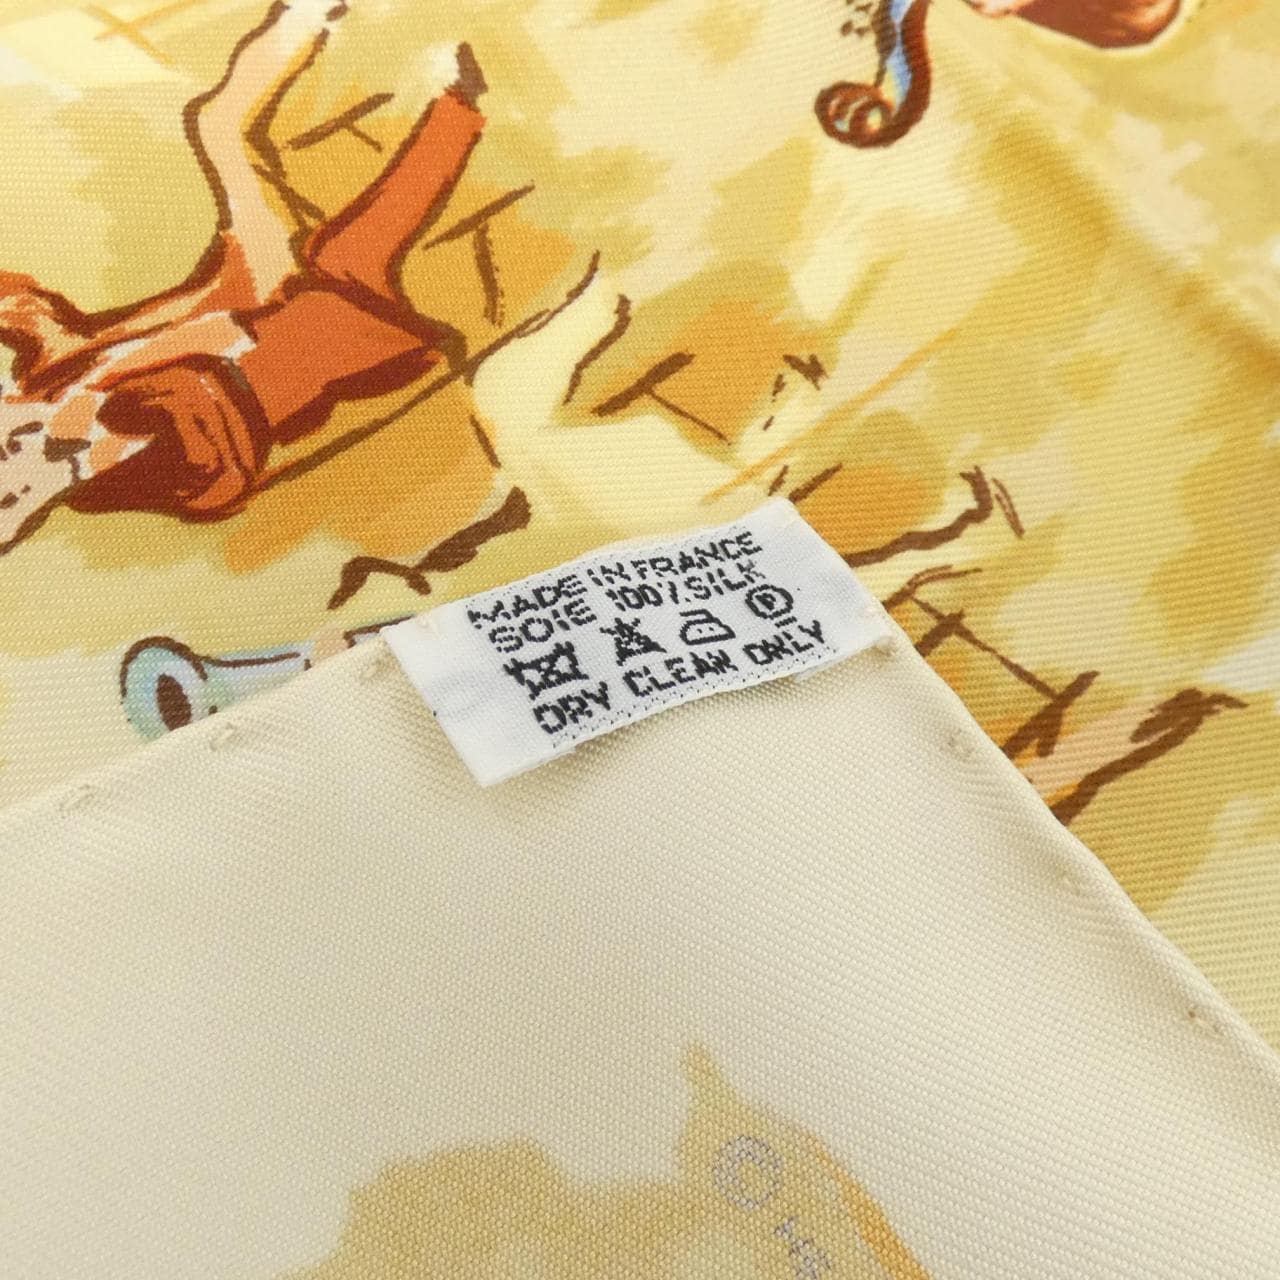 MADE IN FRANCE
SOIE 100% SILK
P
DRY CLEAN ONLY
©